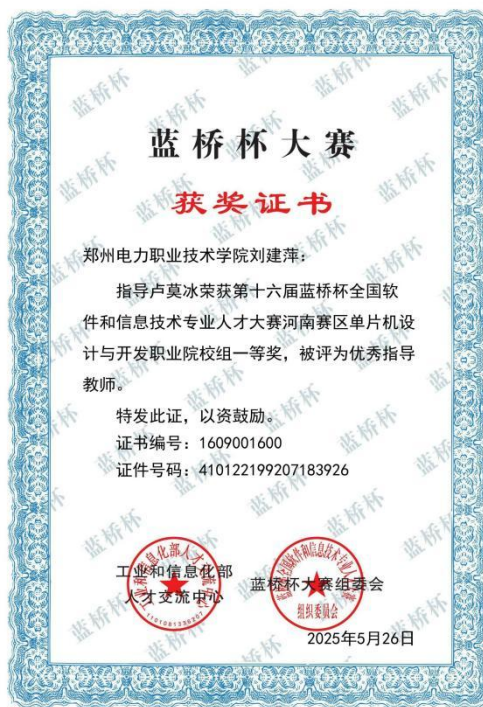 蓝桥杯大赛
获奖证书
郑州电力职业技术学院刘建萍：
指导卢莫冰荣获第十六届蓝桥杯全国软
件和信息技术专业人才大赛河南赛区单片机设
计与开发职业院校组一等奖，被评为优秀指导
教师。
特发此证，以资鼓励。
证书编号：1609001600
证件号码：410122199207183926
工业和信息化部
人才交流中心
蓝桥杯大赛组委会
组织委员会
2025年5月26日